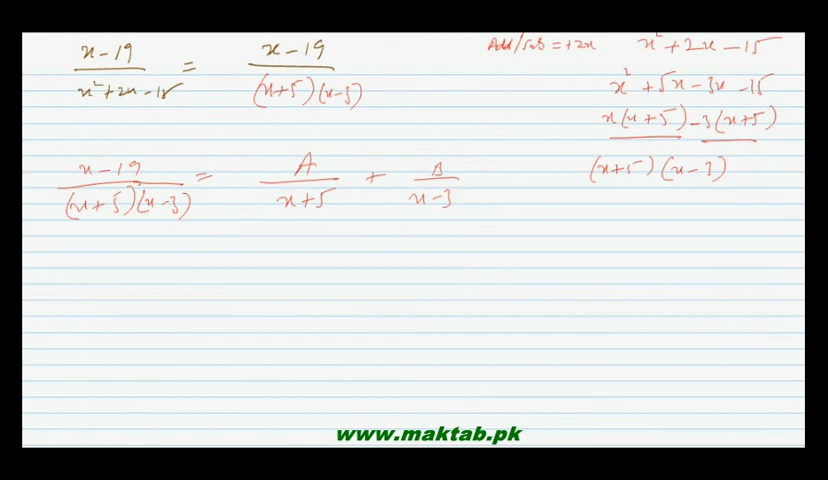 x-19 / x²+2x-15 = x-19 / (x+5)(x-3)
Add/Sub = +2x
x²+2x-15
x²+5x-3x-15
x(x+5)-3(x+5)
(x+5)(x-3)
x-19 / (x+5)(x-3) = A / x+5 + B / x-3
www.maktab.pk